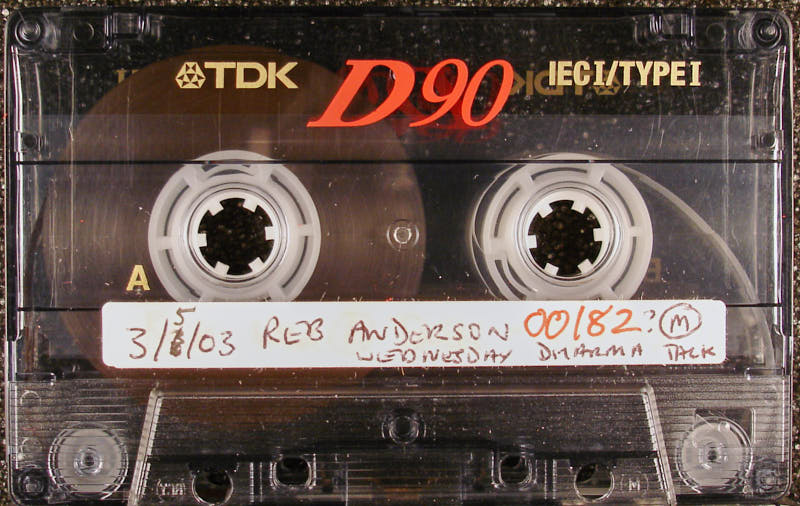 TDK D90 IECI/TYPEI
A
3/5/03 REB ANDERSON 00182? M
WEDNESDAY DHARMA TALK
(M)